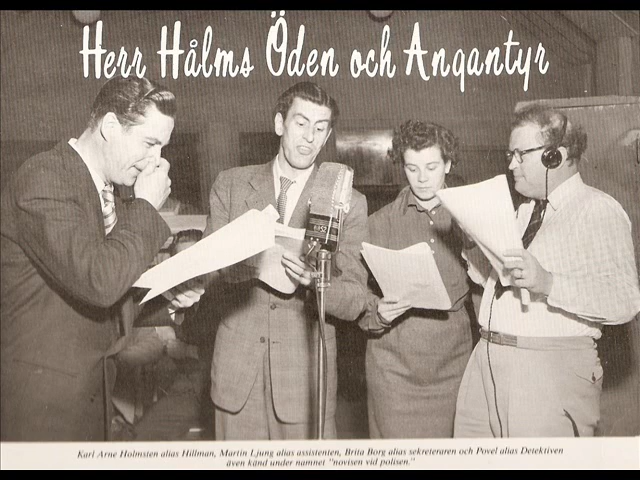 Herr Hålms Öden och Angantyr
Karl Arne Holmsten alias Hillman, Martin Ljung alias assistenten, Brita Borg alias sekreteraren och Povel alias Detektiven
även känd under namnet "novisen vid polisen."